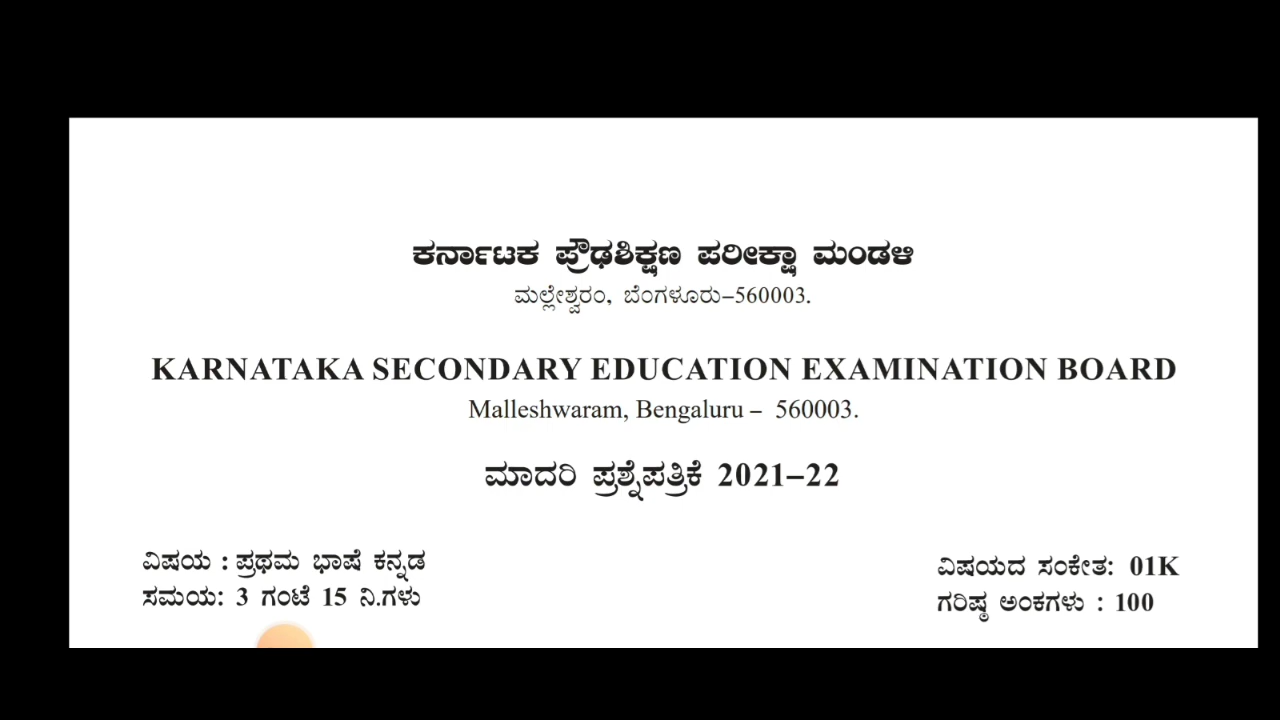 ಕರ್ನಾಟಕ ಪ್ರೌಢಶಿಕ್ಷಣ ಪರೀಕ್ಷಾ ಮಂಡಳಿ
ಮಲ್ಲೇಶ್ವರಂ, ಬೆಂಗಳೂರು–560003.
KARNATAKA SECONDARY EDUCATION EXAMINATION BOARD
Malleshwaram, Bengaluru – 560003.
ಮಾದರಿ ಪ್ರಶ್ನೆಪತ್ರಿಕೆ 2021–22
ವಿಷಯ : ಪ್ರಥಮ ಭಾಷೆ ಕನ್ನಡ
ವಿಷಯದ ಸಂಕೇತ: 01K
ಸಮಯ: 3 ಗಂಟೆ 15 ನಿ.ಗಳು
ಗರಿಷ್ಠ ಅಂಕಗಳು : 100